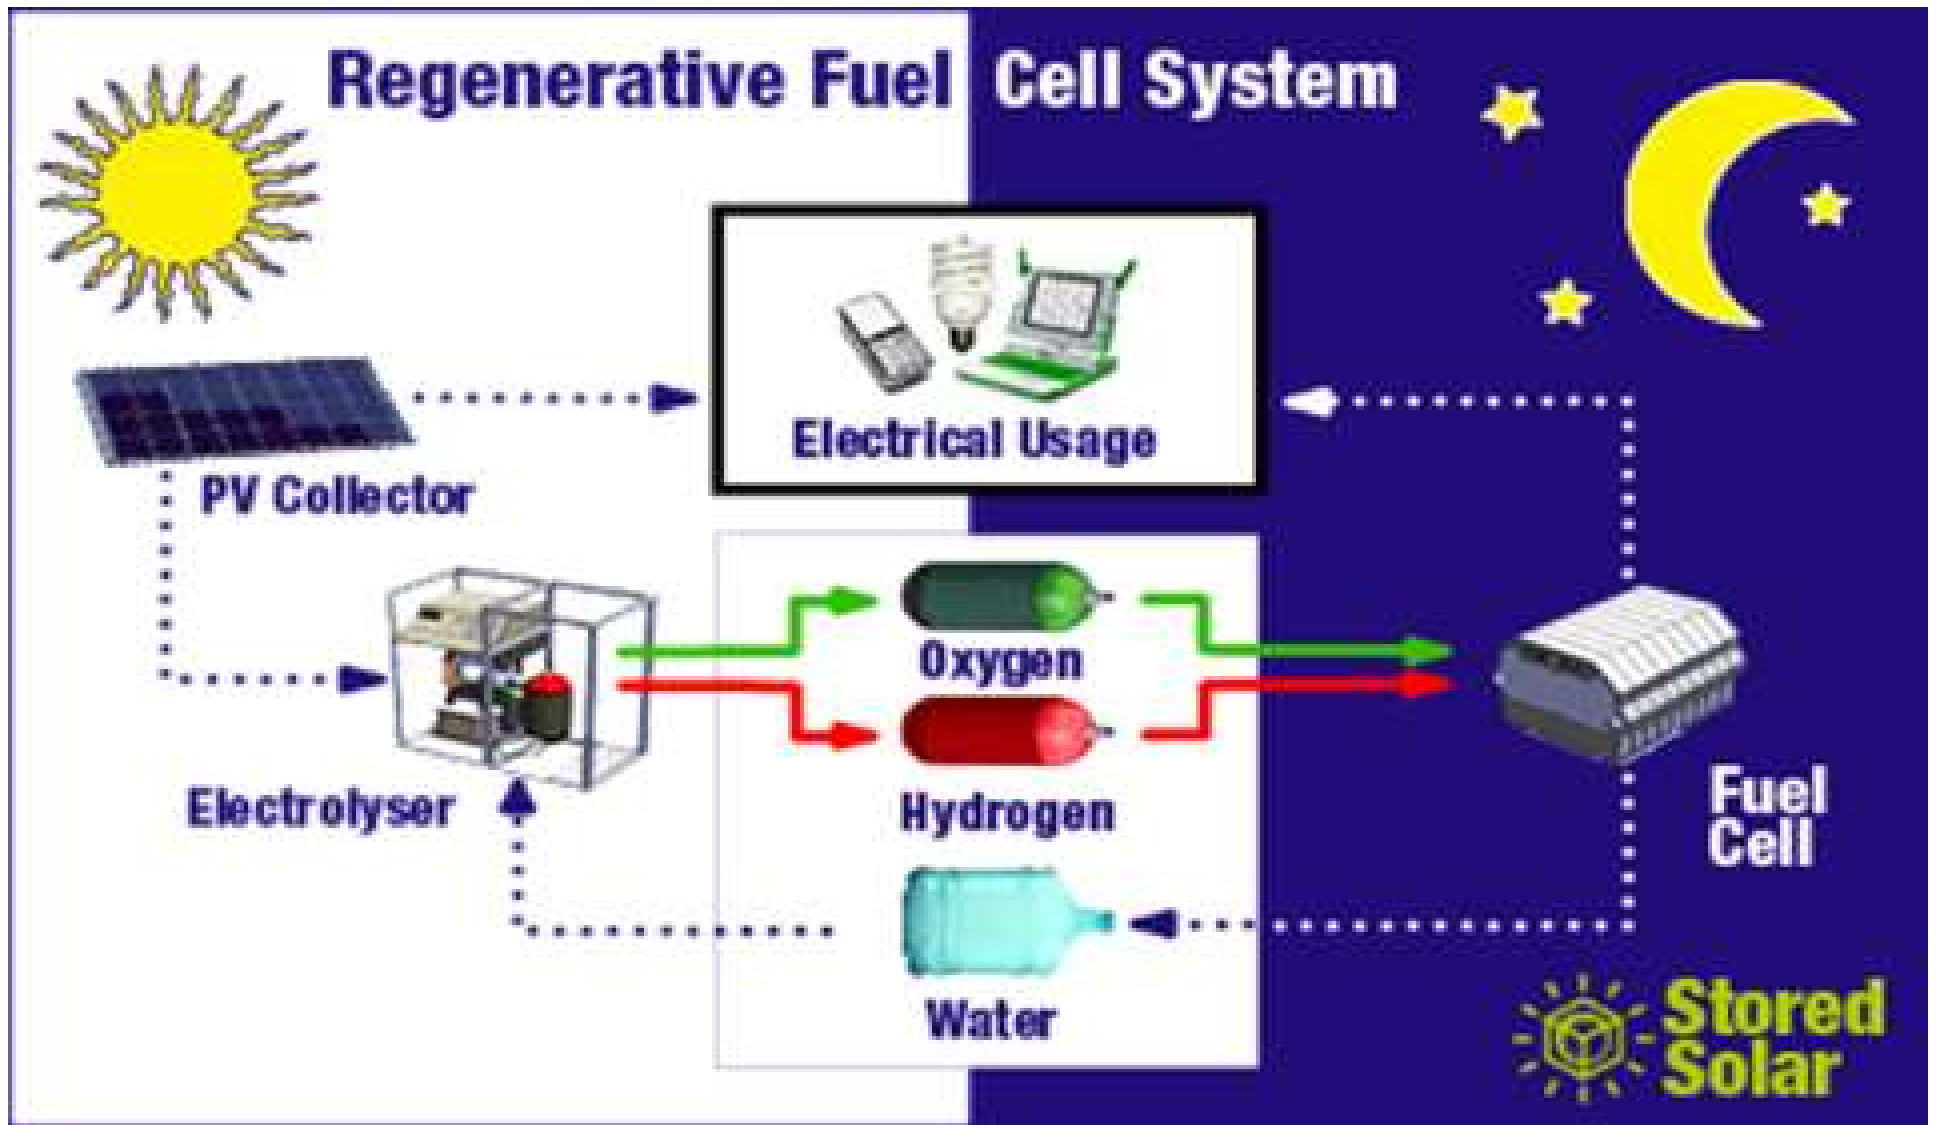 Regenerative Fuel Cell System
Electrical Usage
PV Collector
Oxygen
Electrolyser
Hydrogen
Fuel
Cell
Water
Stored
Solar